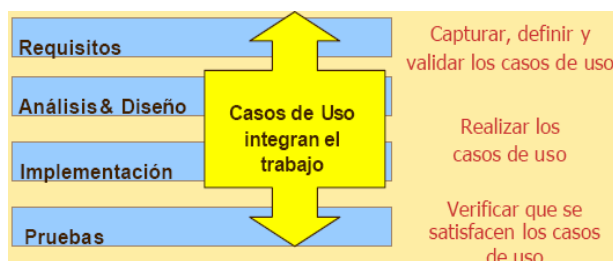 Requisitos
Análisis & Diseño
Implementación
Pruebas
Casos de Uso
integran el
trabajo
Capturar, definir y
validar los casos de uso
Realizar los
casos de uso
Verificar que se
satisfacen los casos
de uso